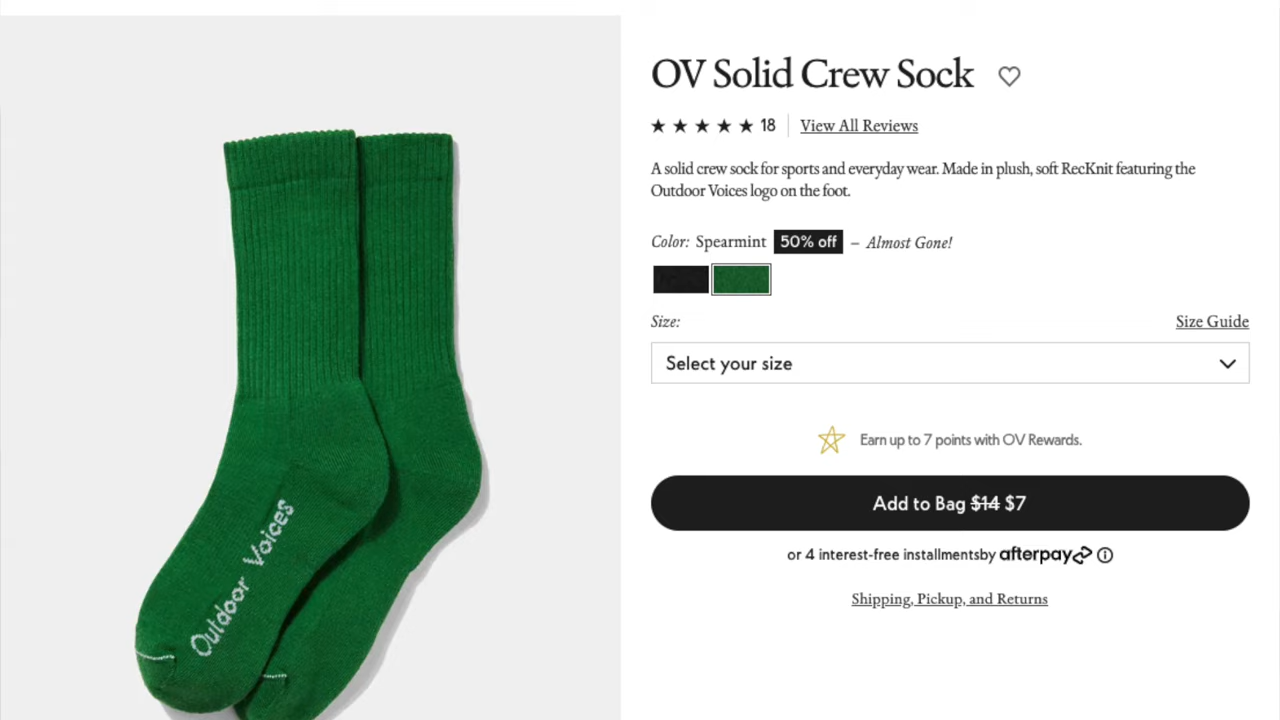 OV Solid Crew Sock
18 View All Reviews
A solid crew sock for sports and everyday wear. Made in plush, soft RecKnit featuring the
Outdoor Voices logo on the foot.
Color: Spearmint 50% off – Almost Gone!
Size: Size Guide
Select your size
Earn up to 7 points with OV Rewards.
Add to Bag $14 $7
or 4 interest-free installmentsby afterpay
Shipping, Pickup, and Returns
Outdoor Voices